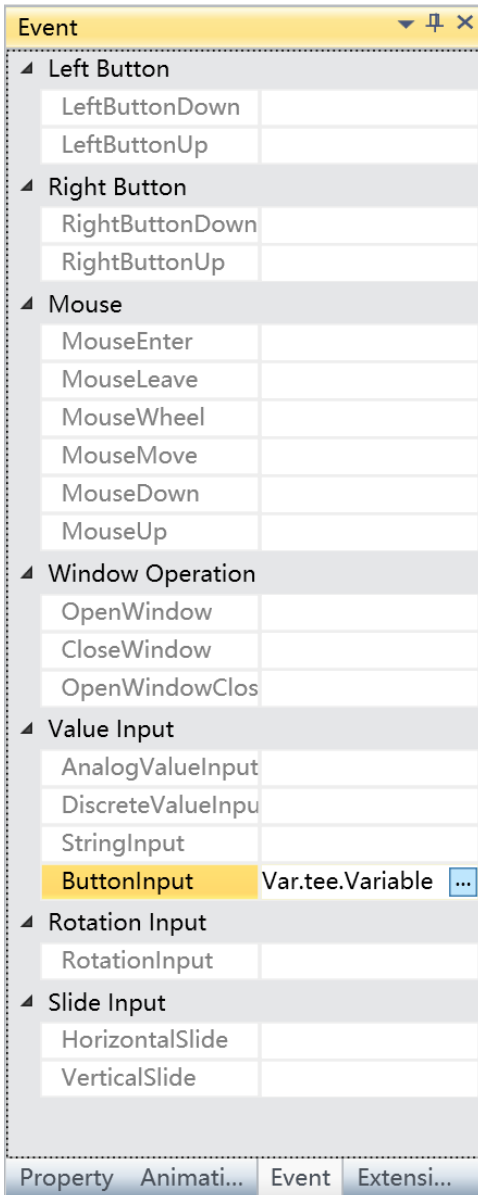 Event
Left Button
LeftButtonDown
LeftButtonUp
Right Button
RightButtonDown
RightButtonUp
Mouse
MouseEnter
MouseLeave
MouseWheel
MouseMove
MouseDown
MouseUp
Window Operation
OpenWindow
CloseWindow
OpenWindowClos
Value Input
AnalogValueInput
DiscreteValueInpu
StringInput
ButtonInput Var.tee.Variable ...
Rotation Input
RotationInput
Slide Input
HorizontalSlide
VerticalSlide
Property Animati... Event Extensi...